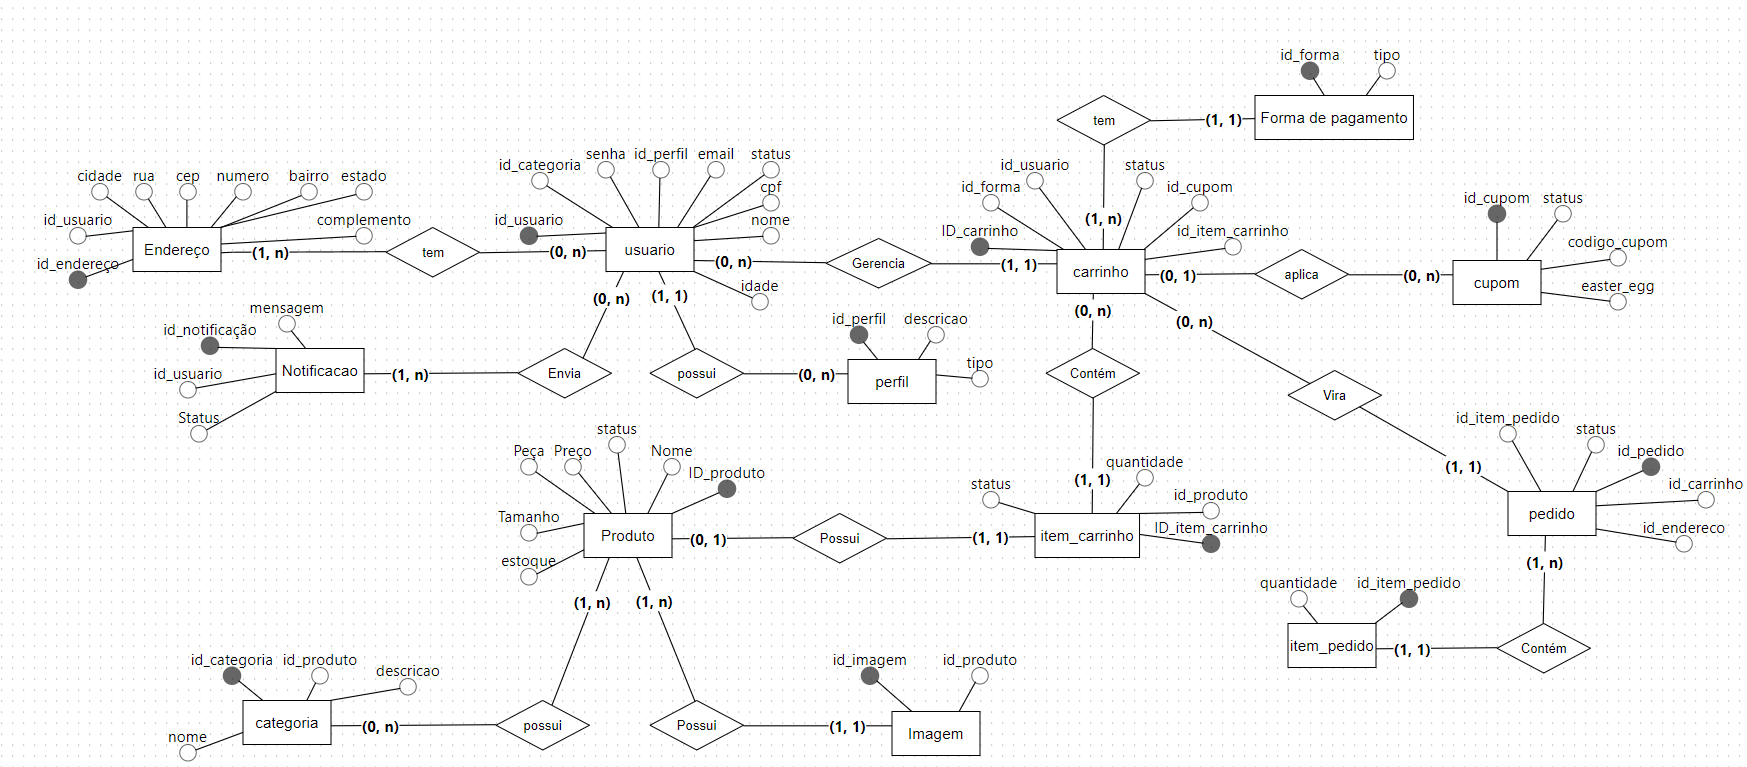 id_forma
tipo
tem
(1, 1)
Forma de pagamento
id_categoria
senha
id_perfil
email
status
cpf
nome
id_usuario
usuario
idade
cidade
rua
cep
numero
bairro
estado
id_usuario
complemento
Endereço
id_endereço
(1, n)
tem
(0, n)
(0, n)
Gerencia
(1, 1)
id_usuario
status
id_forma
id_cupom
(1, n)
ID_carrinho
id_item_carrinho
carrinho
(0, 1)
aplica
(0, n)
id_cupom
status
codigo_cupom
cupom
easter_egg
(0, n)
(1, 1)
(0, n)
(0, n)
mensagem
id_notificação
Notificacao
id_usuario
Status
(1, n)
Envia
possui
(0, n)
id_perfil
descricao
perfil
tipo
Contém
Vira
(1, 1)
(1, 1)
id_item_pedido
status
id_pedido
id_carrinho
pedido
id_endereco
(1, n)
status
Peça
Preço
Nome
ID_produto
Tamanho
Produto
estoque
(0, 1)
Possui
(1, 1)
status
quantidade
id_produto
ID_item_carrinho
item_carrinho
(1, n)
(1, n)
quantidade
id_item_pedido
item_pedido
(1, 1)
Contém
id_categoria
id_produto
descricao
categoria
nome
(0, n)
possui
Possui
(1, 1)
id_imagem
id_produto
Imagem